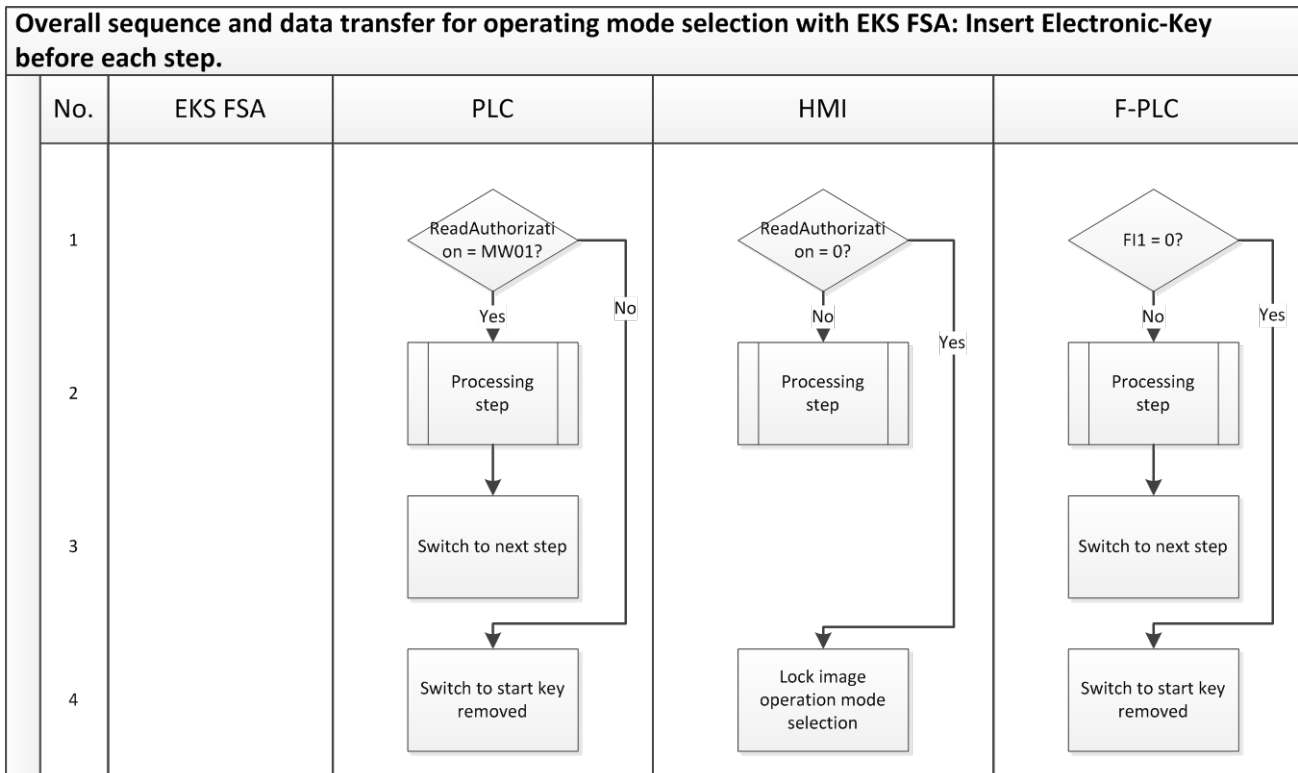 Overall sequence and data transfer for operating mode selection with EKS FSA: Insert Electronic-Key
before each step.
No.
EKS FSA
PLC
HMI
F-PLC
1
ReadAuthorizati
on = MW01?
ReadAuthorizati
on = 0?
FI1 = 0?
Yes
No
No
Yes
No
Yes
2
Processing
step
Processing
step
Processing
step
3
Switch to next step
Switch to next step
4
Switch to start key
removed
Lock image
operation mode
selection
Switch to start key
removed